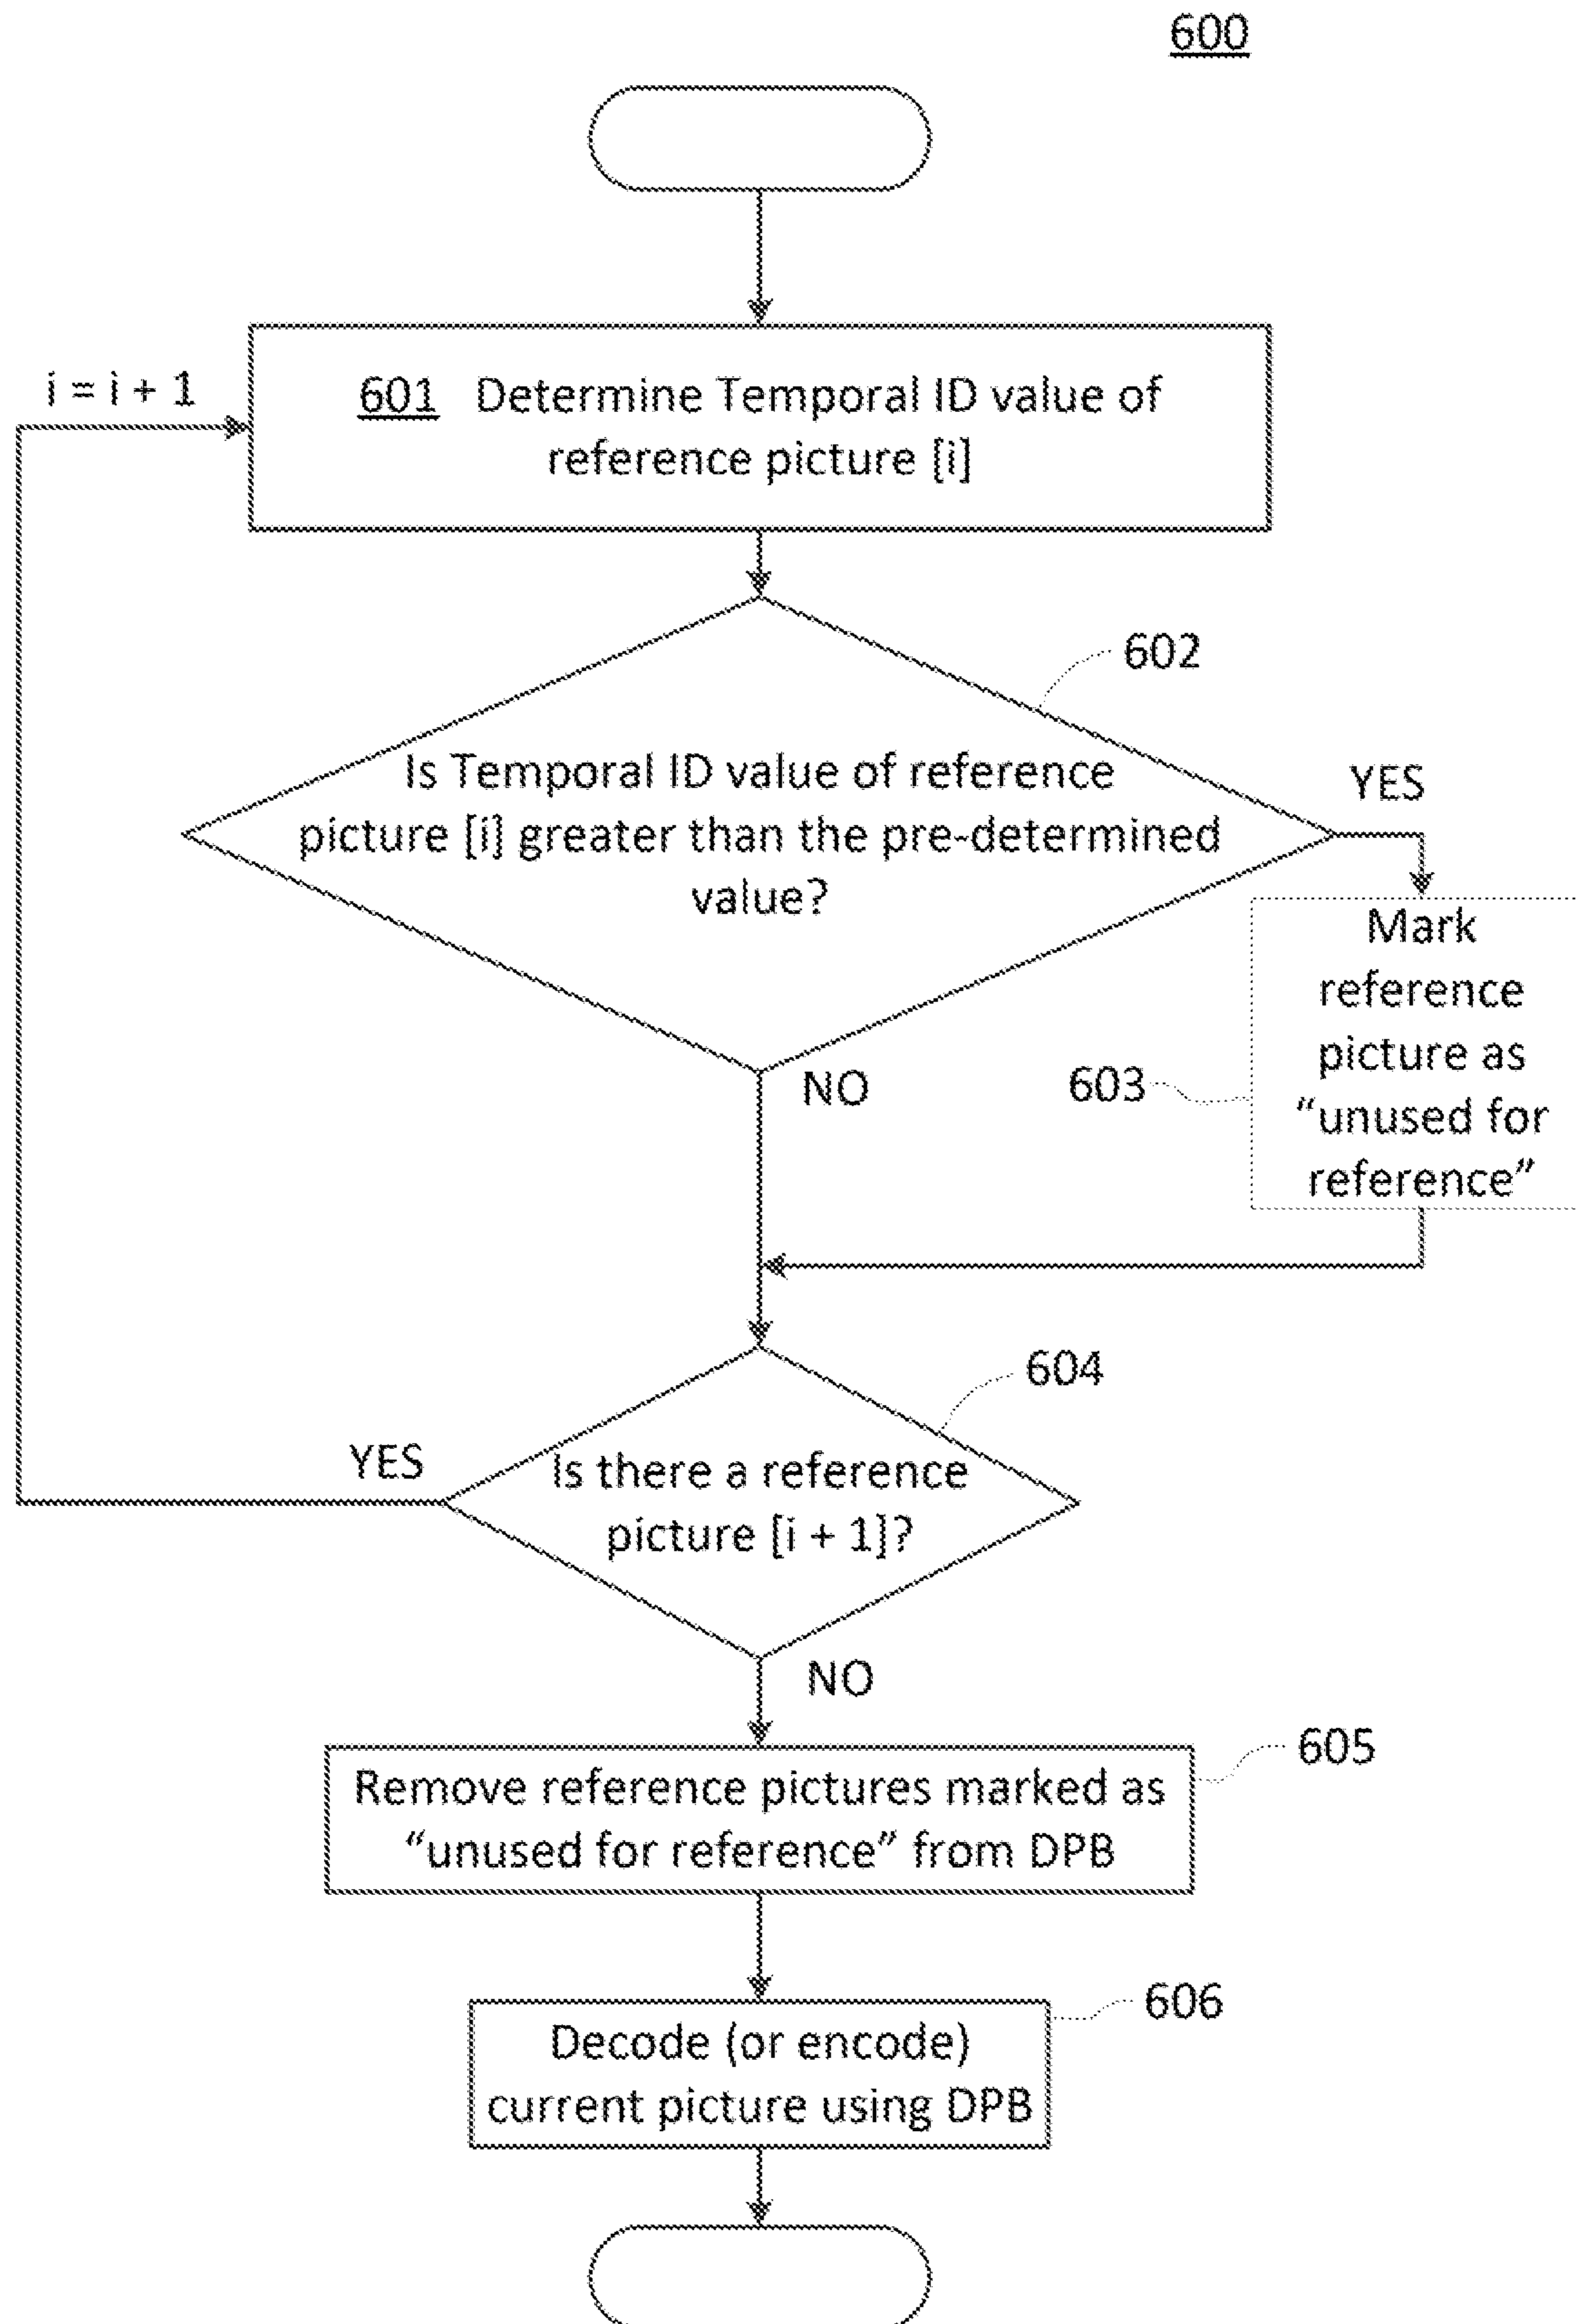 600
i = i + 1
601 Determine Temporal ID value of
reference picture [i]
602
Is Temporal ID value of reference
picture [i] greater than the pre-determined
value?
YES
NO
603
Mark
reference
picture as
“unused for
reference”
604
YES
Is there a reference
picture [i + 1]?
NO
605
Remove reference pictures marked as
“unused for reference” from DPB
606
Decode (or encode)
current picture using DPB